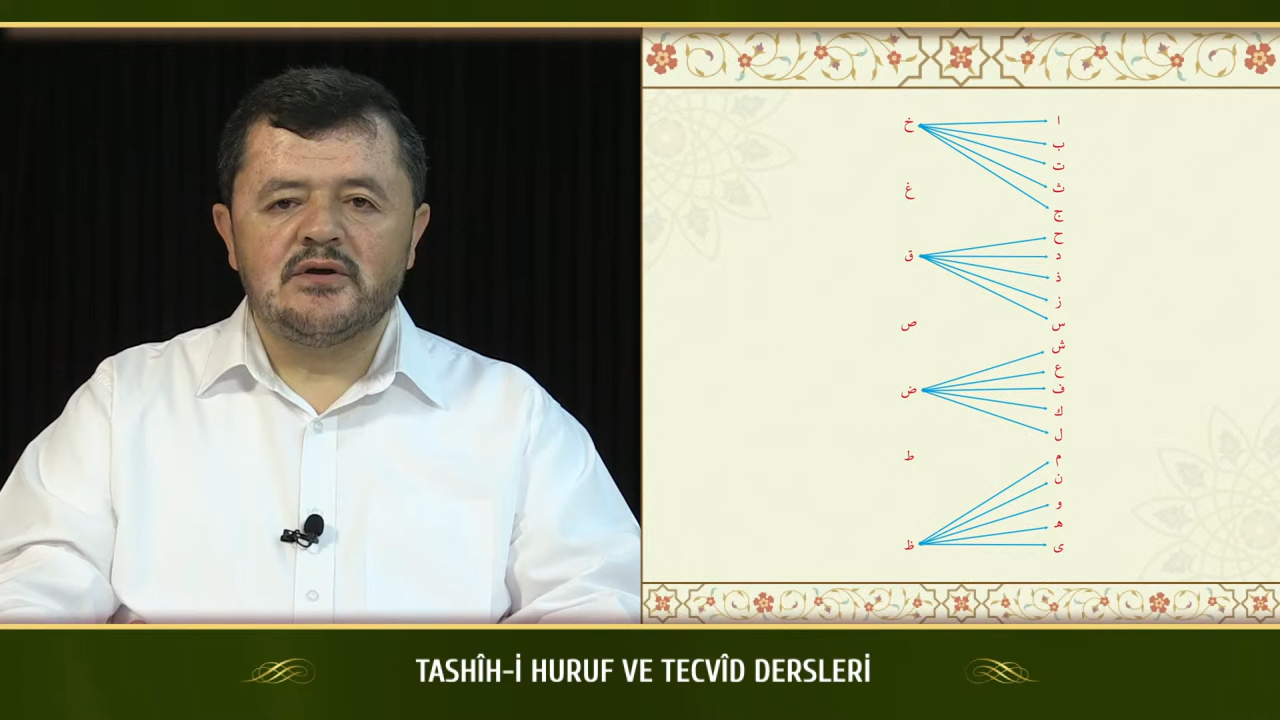 خ
غ
ق
ص
ض
ط
ظ
ا
ب
ت
ث
ج
ح
د
ذ
ز
س
ش
ع
ف
ك
ل
م
ن
و
ه
ى
TASHÎH-İ HURUF VE TECVÎD DERSLERİ